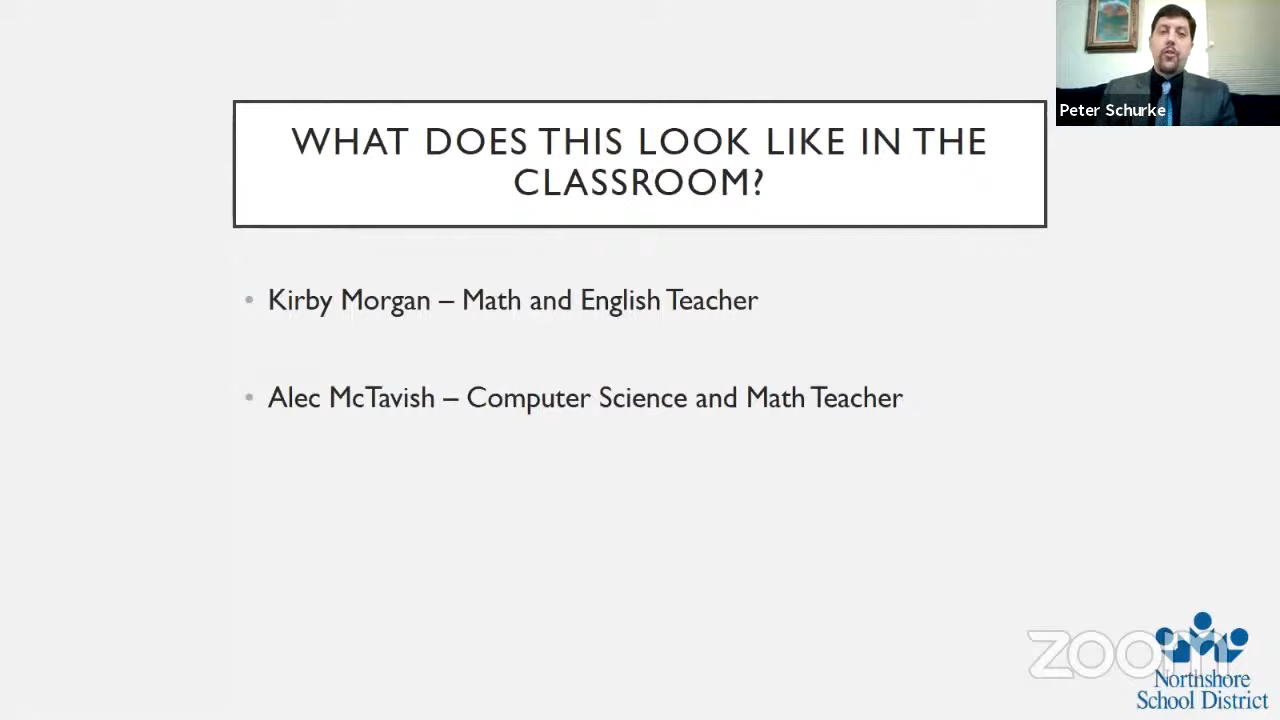 Peter Schurke
WHAT DOES THIS LOOK LIKE IN THE
CLASSROOM?
• Kirby Morgan – Math and English Teacher
• Alec McTavish – Computer Science and Math Teacher
zoom
Northshore
School District